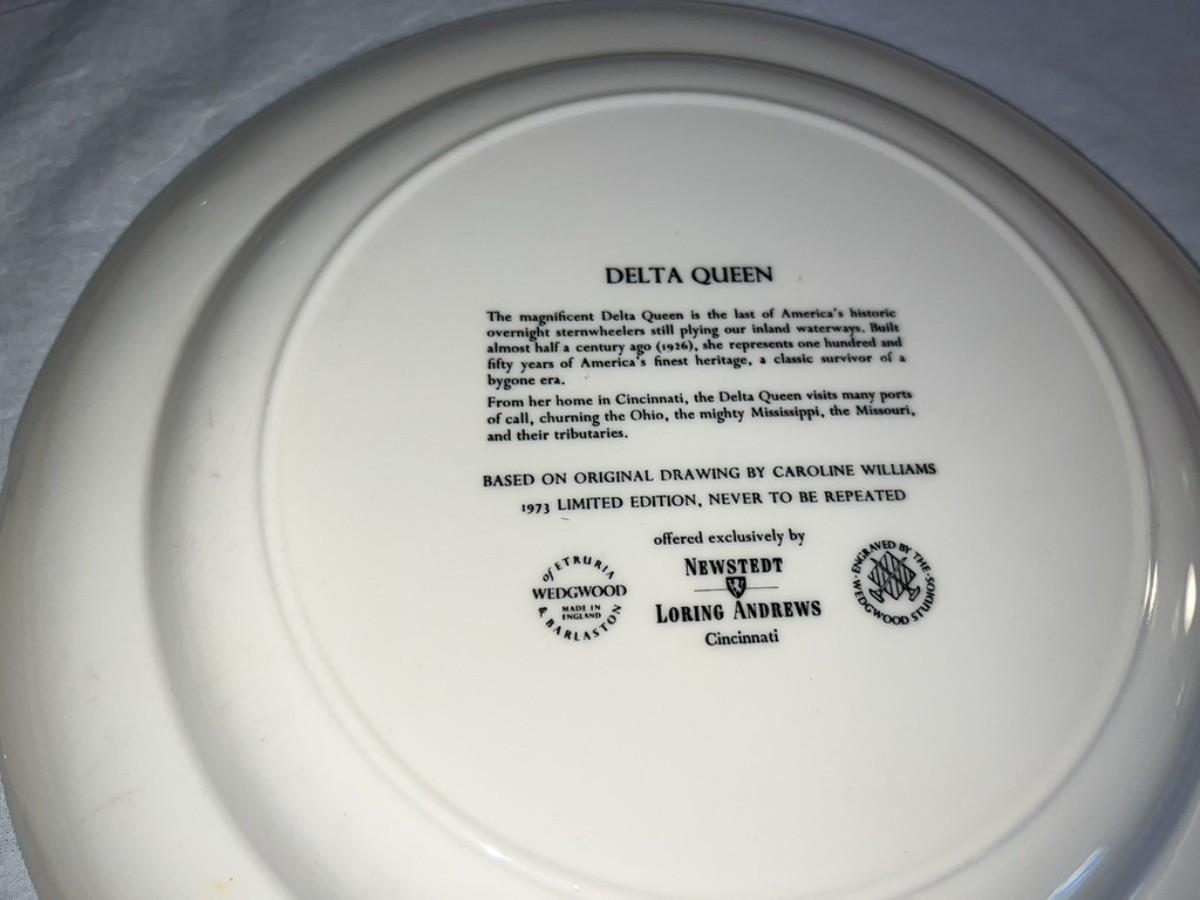 DELTA QUEEN
The magnificent Delta Queen is the last of America's historic
overnight sternwheelers still plying our inland waterways. Built
almost half a century ago (1926), she represents one hundred and
fifty years of America's finest heritage, a classic survivor of a
bygone era.
From her home in Cincinnati, the Delta Queen visits many ports
of call, churning the Ohio, the mighty Mississippi, the Missouri,
and their tributaries.
BASED ON ORIGINAL DRAWING BY CAROLINE WILLIAMS
1973 LIMITED EDITION, NEVER TO BE REPEATED
offered exclusively by
of ETRURIA
WEDGWOOD
MADE IN
ENGLAND
& BARLASTON
NEWSTEDT
LORING ANDREWS
Cincinnati
ENGRAVED BY THE
WEDGWOOD STUDIOS